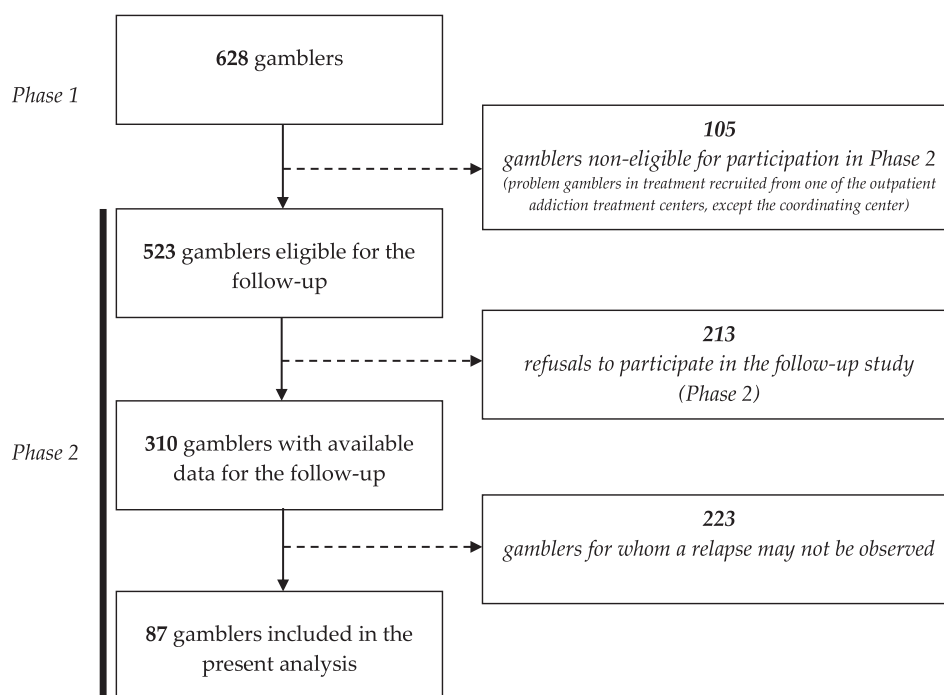 628 gamblers
Phase 1
105
gamblers non-eligible for participation in Phase 2
(problem gamblers in treatment recruited from one of the outpatient
addiction treatment centers, except the coordinating center)
523 gamblers eligible for the
follow-up
213
refusals to participate in the follow-up study
(Phase 2)
310 gamblers with available
data for the follow-up
Phase 2
223
gamblers for whom a relapse may not be observed
87 gamblers included in the
present analysis